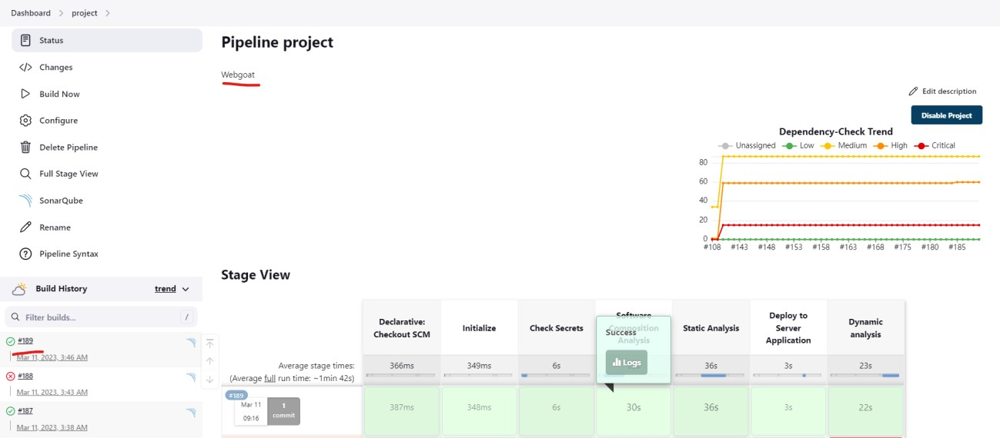 Dashboard > project >
Status
Changes
Build Now
Configure
Delete Pipeline
Full Stage View
SonarQube
Rename
Pipeline Syntax
Build History trend
Filter builds... /
#189
Mar 11, 2023, 3:46 AM
#188
Mar 11, 2023, 3:43 AM
#187
Mar 11, 2023, 3:38 AM
Pipeline project
Webgoat
Edit description
Disable Project
Dependency-Check Trend
Unassigned Low Medium High Critical
80
60
40
20
0
#108 #143 #148 #153 #158 #163 #168 #175 #180 #185
Stage View
Declarative: Checkout SCM
Initialize
Check Secrets
Software Composition Analysis
Static Analysis
Deploy to Server Application
Dynamic analysis
Success
Logs
Average stage times:
(Average full run time: ~1min 42s)
366ms 349ms 6s 36s 3s 23s
#189
Mar 11
09:16
1
commit
387ms 348ms 6s 30s 36s 3s 22s